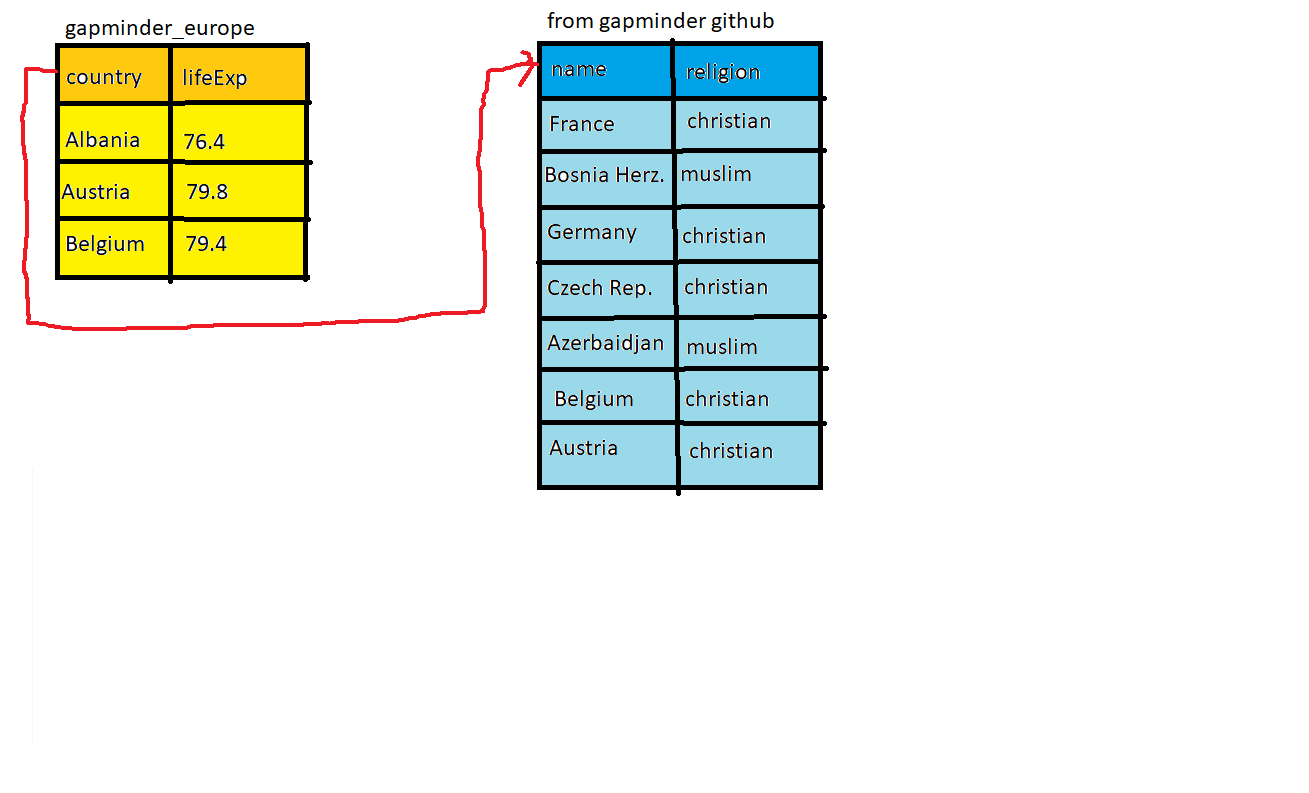 gapminder_europe
country lifeExp
Albania 76.4
Austria 79.8
Belgium 79.4
from gapminder github
name religion
France christian
Bosnia Herz. muslim
Germany christian
Czech Rep. christian
Azerbaidjan muslim
Belgium christian
Austria christian